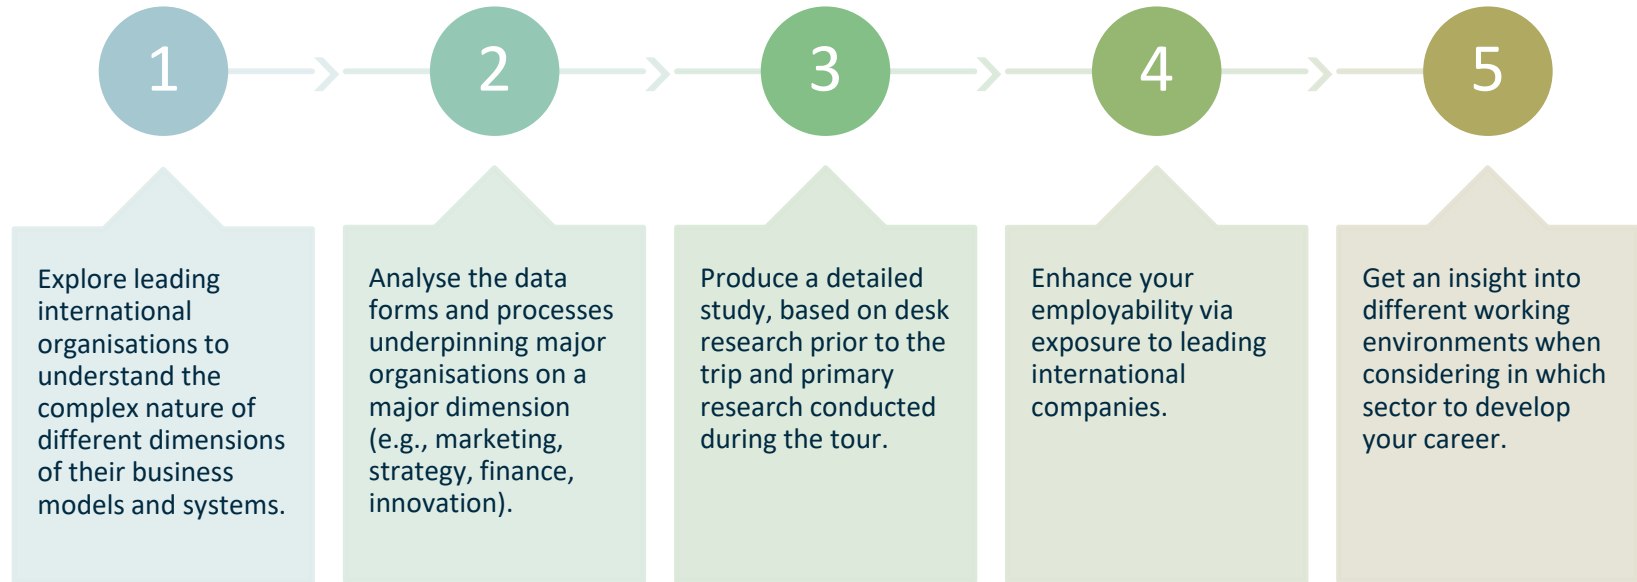 1
2
3
4
5
Explore leading
international
organisations to
understand the
complex nature of
different dimensions
of their business
models and systems.
Analyse the data
forms and processes
underpinning major
organisations on a
major dimension
(e.g., marketing,
strategy, finance,
innovation).
Produce a detailed
study, based on desk
research prior to the
trip and primary
research conducted
during the tour.
Enhance your
employability via
exposure to leading
international
companies.
Get an insight into
different working
environments when
considering in which
sector to develop
your career.